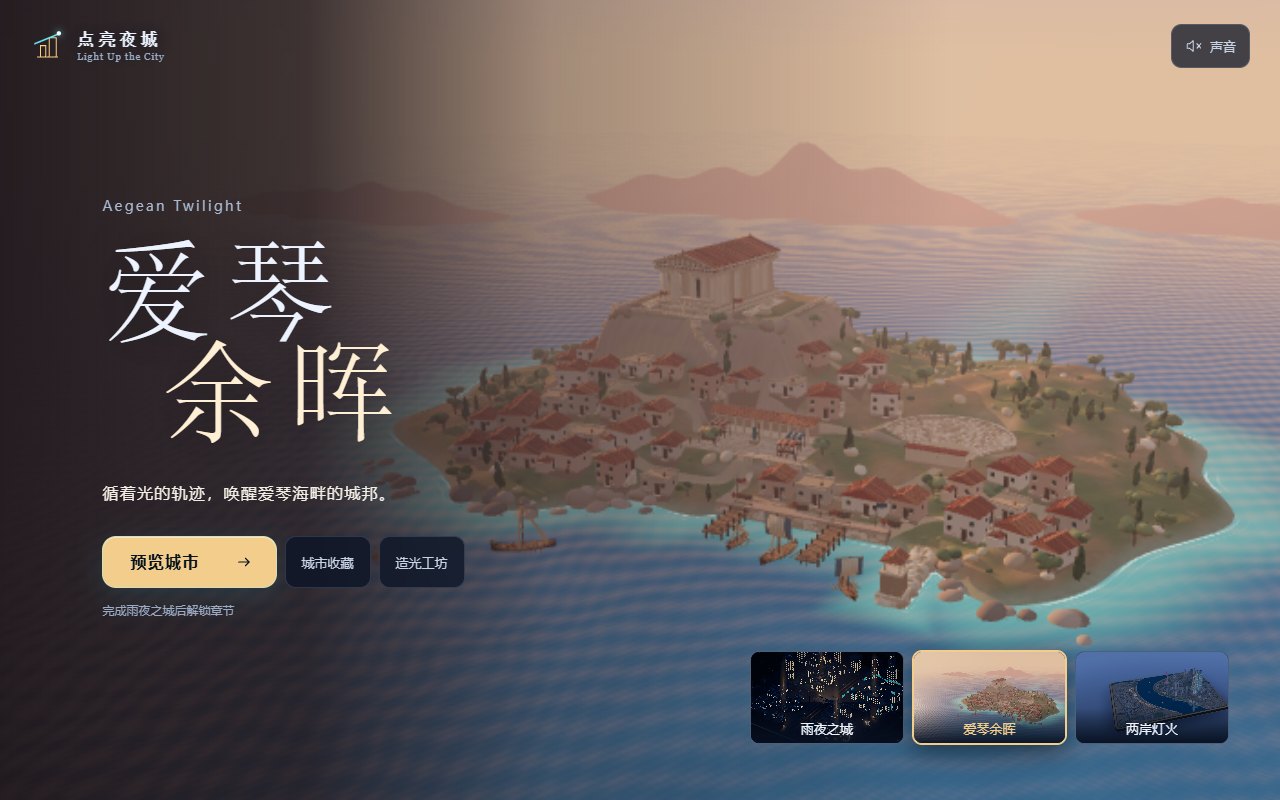 点亮夜城
Light Up the City
声音
Aegean Twilight
爱琴
余晖
循着光的轨迹，唤醒爱琴海畔的城邦。
预览城市 →
城市收藏
造光工坊
完成雨夜之城后解锁章节
雨夜之城
爱琴余晖
两岸灯火